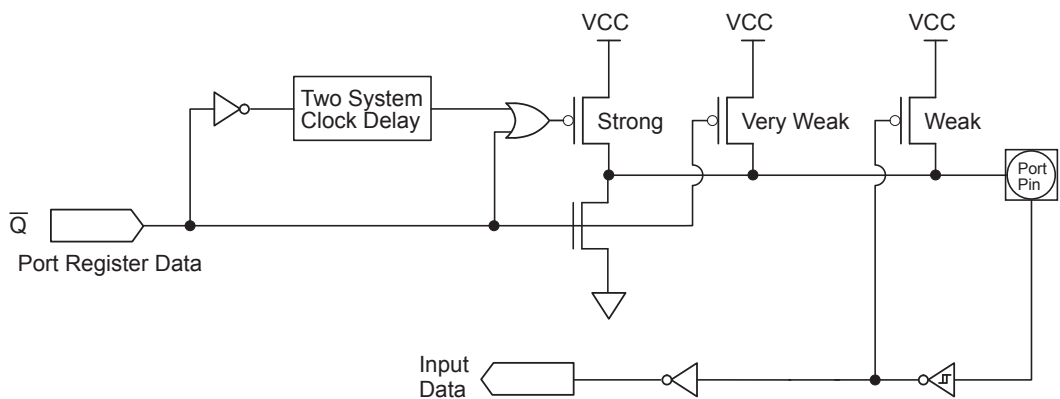 VCC
VCC
VCC
Two System
Clock Delay
Strong
Very Weak
Weak
Port
Pin
Q̅
Port Register Data
Input
Data